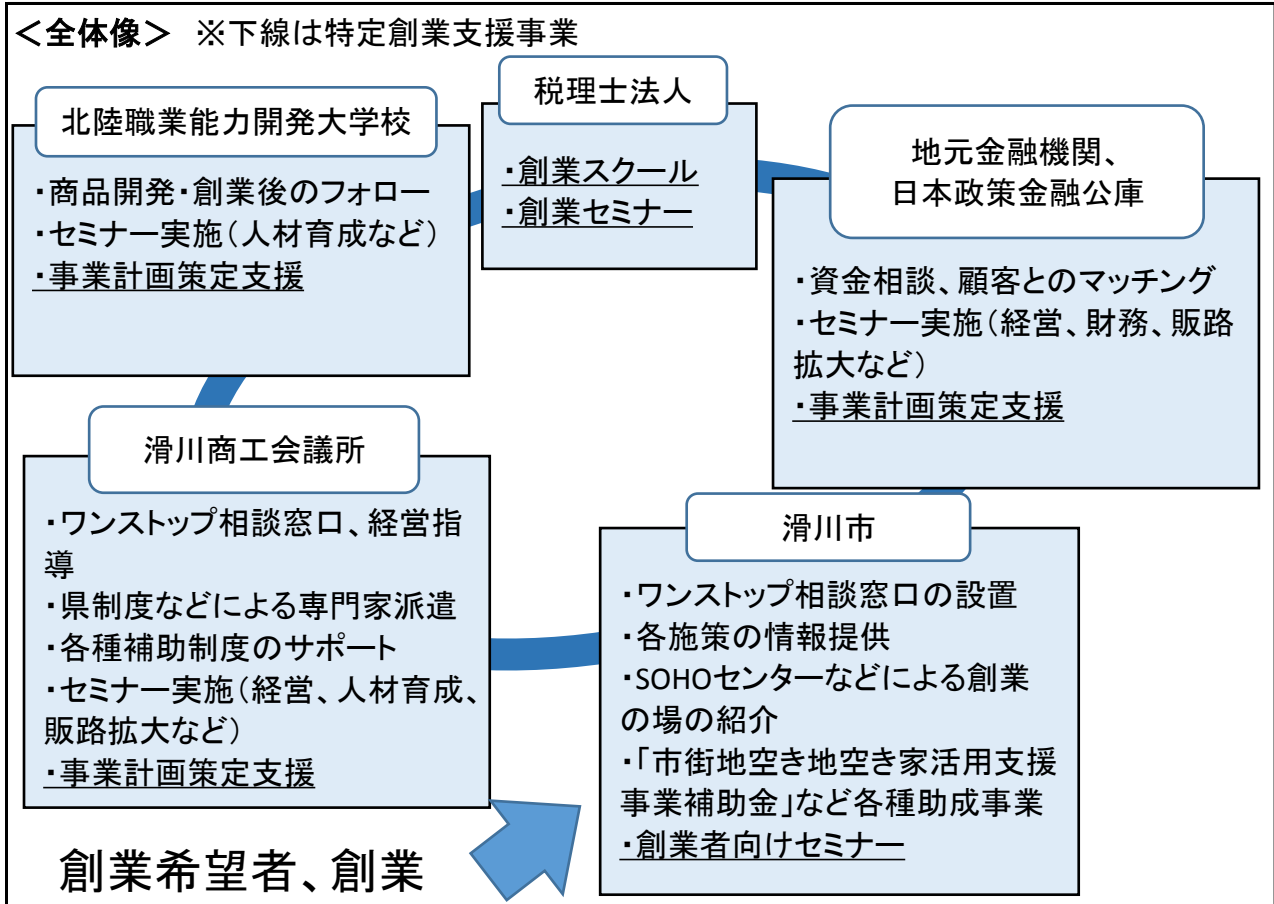 ＜全体像＞ ※下線は特定創業支援事業
北陸職業能力開発大学校
・商品開発・創業後のフォロー
・セミナー実施（人材育成など）
・事業計画策定支援
税理士法人
・創業スクール
・創業セミナー
地元金融機関、
日本政策金融公庫
・資金相談、顧客とのマッチング
・セミナー実施（経営、財務、販路
拡大など）
・事業計画策定支援
滑川商工会議所
・ワンストップ相談窓口、経営指
導
・県制度などによる専門家派遣
・各種補助制度のサポート
・セミナー実施（経営、人材育成、
販路拡大など）
・事業計画策定支援
滑川市
・ワンストップ相談窓口の設置
・各施策の情報提供
・SOHOセンターなどによる創業
の場の紹介
・「市街地空き地空き家活用支援
事業補助金」など各種助成事業
・創業者向けセミナー
創業希望者、創業